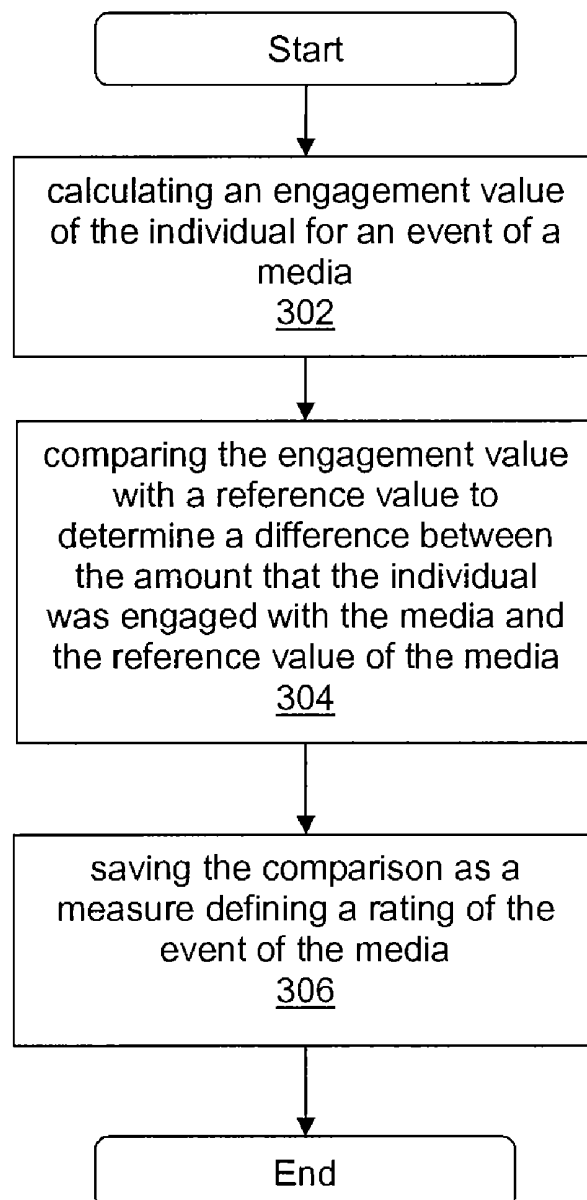 Start
calculating an engagement value
of the individual for an event of a
media
302
comparing the engagement value
with a reference value to
determine a difference between
the amount that the individual
was engaged with the media and
the reference value of the media
304
saving the comparison as a
measure defining a rating of the
event of the media
306
End